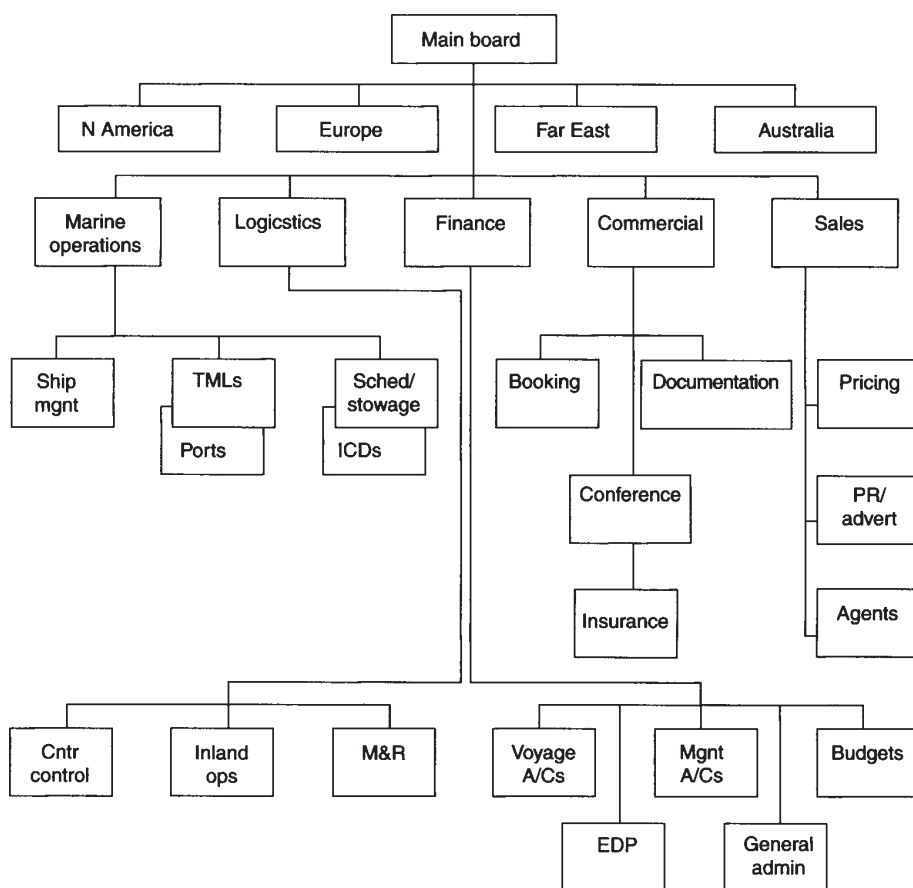 Main board
N America
Europe
Far East
Australia
Marine
operations
Logicstics
Finance
Commercial
Sales
Ship
mgnt
TMLs
Ports
Sched/
stowage
ICDs
Booking
Documentation
Pricing
Conference
PR/
advert
Insurance
Agents
Cntr
control
Inland
ops
M&R
Voyage
A/Cs
Mgnt
A/Cs
Budgets
EDP
General
admin